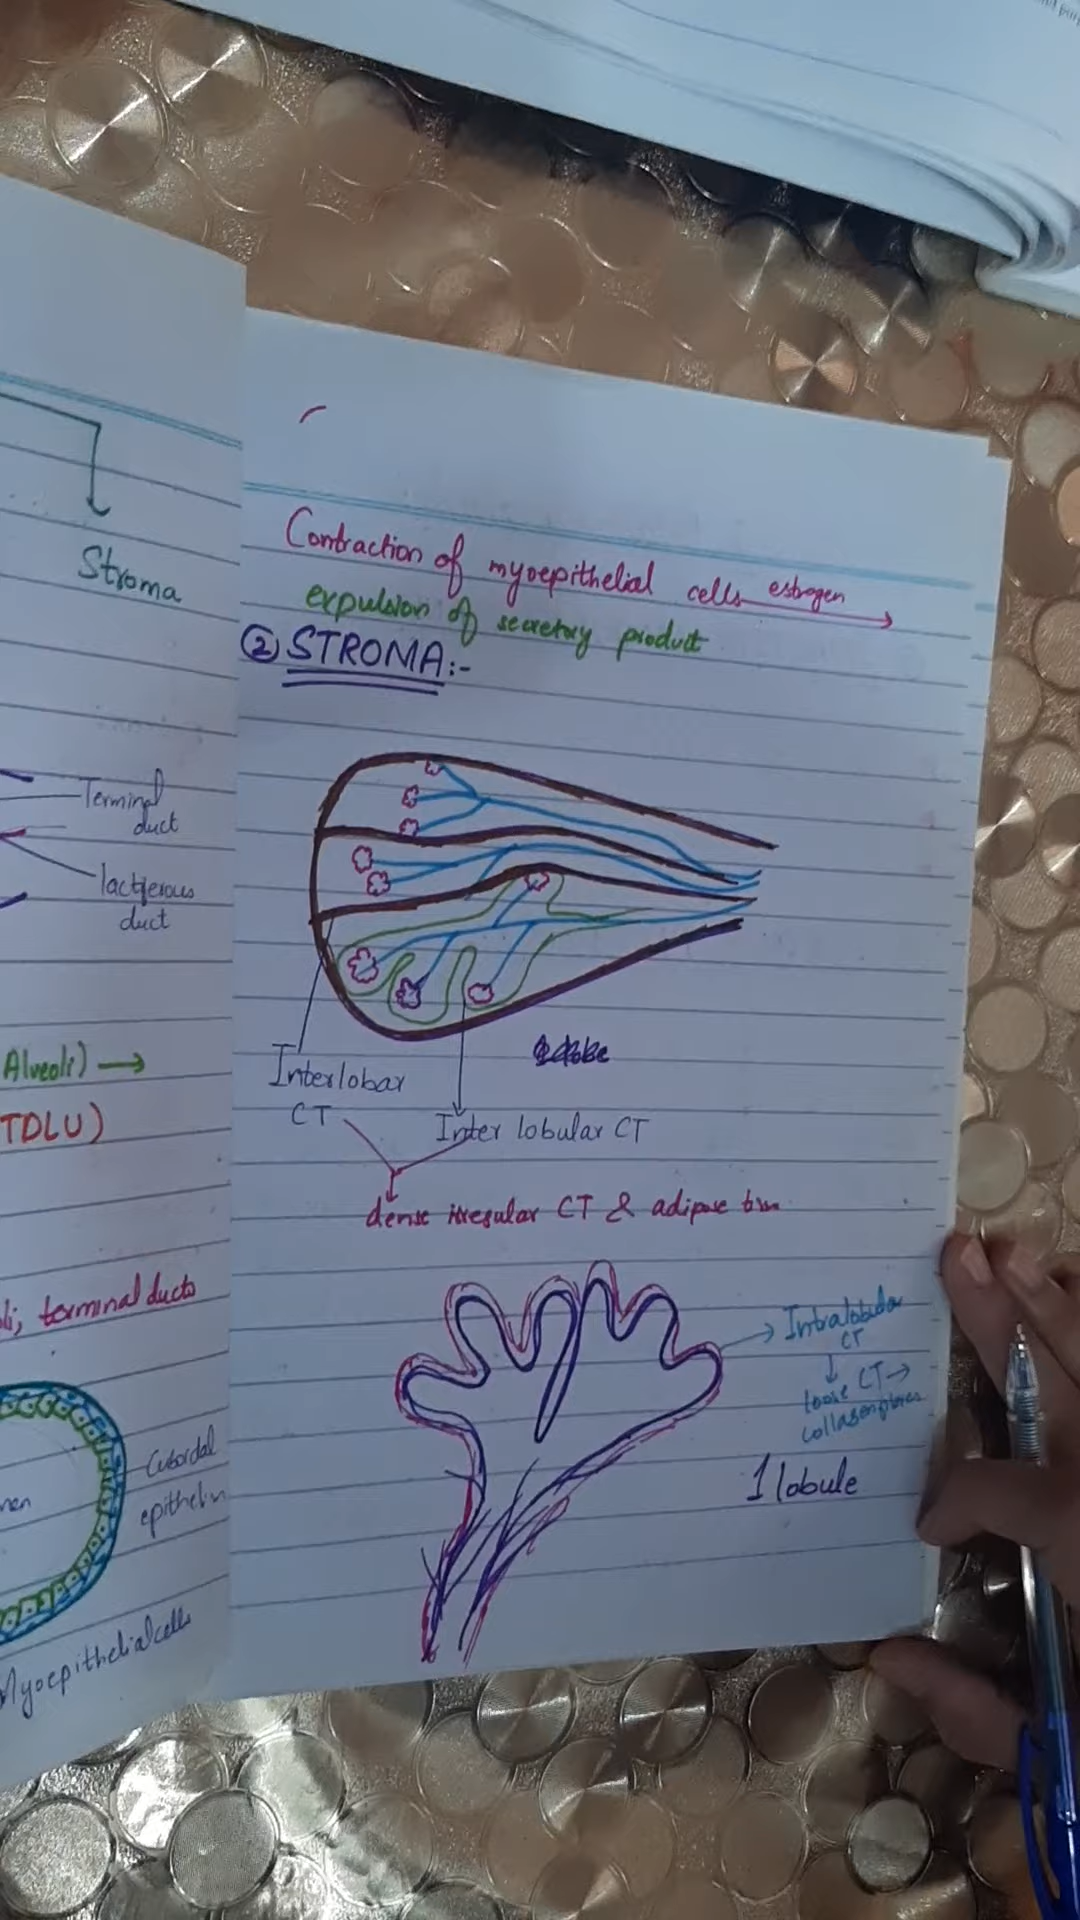 Stroma
Terminal
duct
lactiferous
duct
Alveoli) →
TDLU)
li; terminal ducts
Cuboidal
epithelium
men
Myoepithelial cells
Contraction of myoepithelial cells estrogen →
expulsion of secretory product
② STROMA:-
Interlobar
CT
Inter lobular CT
dense irregular CT & adipose
→ Intralobular
CT
↓
loose CT →
collagen fibres
1 lobule